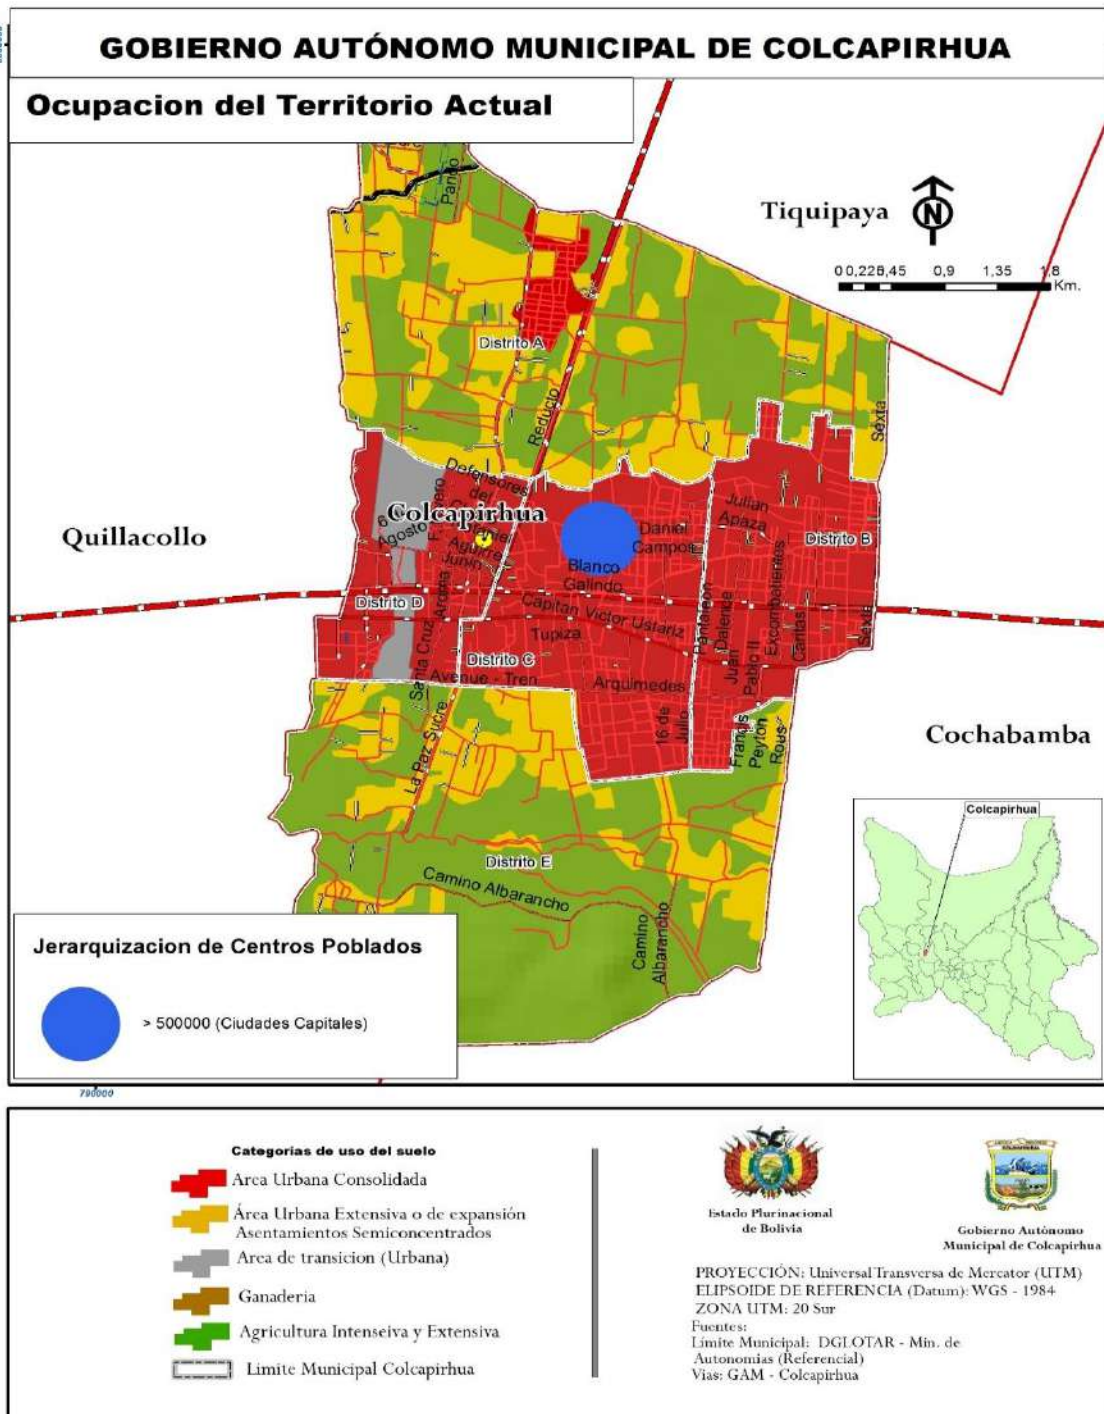 GOBIERNO AUTÓNOMO MUNICIPAL DE COLCAPIRHUA
Ocupacion del Territorio Actual
Pando
Tiquipaya
N
0 0,225 0,45 0,9 1,35 1,8
Km.
Distrito A
Reducto
Sexta
Defensores
del
Colcapirhua
Agosto
Aguirre
Junin
Quillacollo
Daniel
Campos
Julian
Apaza
Distrito B
Blanco
Galindo
Distrito D
Aroma
Capitan Victor Ustariz
Tupiza
Pantaleon
Dalence
Juan
Pablo II
Excombatientes
Caritas
Sexta
Santa Cruz
Distrito C
Avenue - Tren
Arquimedes
16 de
Julio
Francis
Peyton
Rous
La Paz Sucre
Cochabamba
Distrito E
Camino Albarancho
Camino
Albarancho
Colcapirhua
Jerarquizacion de Centros Poblados
> 500000 (Ciudades Capitales)
790000
Categorias de uso del suelo
Area Urbana Consolidada
Área Urbana Extensiva o de expansión
Asentamientos Semiconcentrados
Area de transicion (Urbana)
Ganaderia
Agricultura Intenseiva y Extensiva
Limite Municipal Colcapirhua
Estado Plurinacional
de Bolivia
Gobierno Autónomo
Municipal de Colcapirhua
PROYECCIÓN: Universal Transversa de Mercator (UTM)
ELIPSOIDE DE REFERENCIA (Datum): WGS - 1984
ZONA UTM: 20 Sur
Fuentes:
Limite Municipal: DGLOTAR - Min. de
Autonomias (Referencial)
Vias: GAM - Colcapirhua